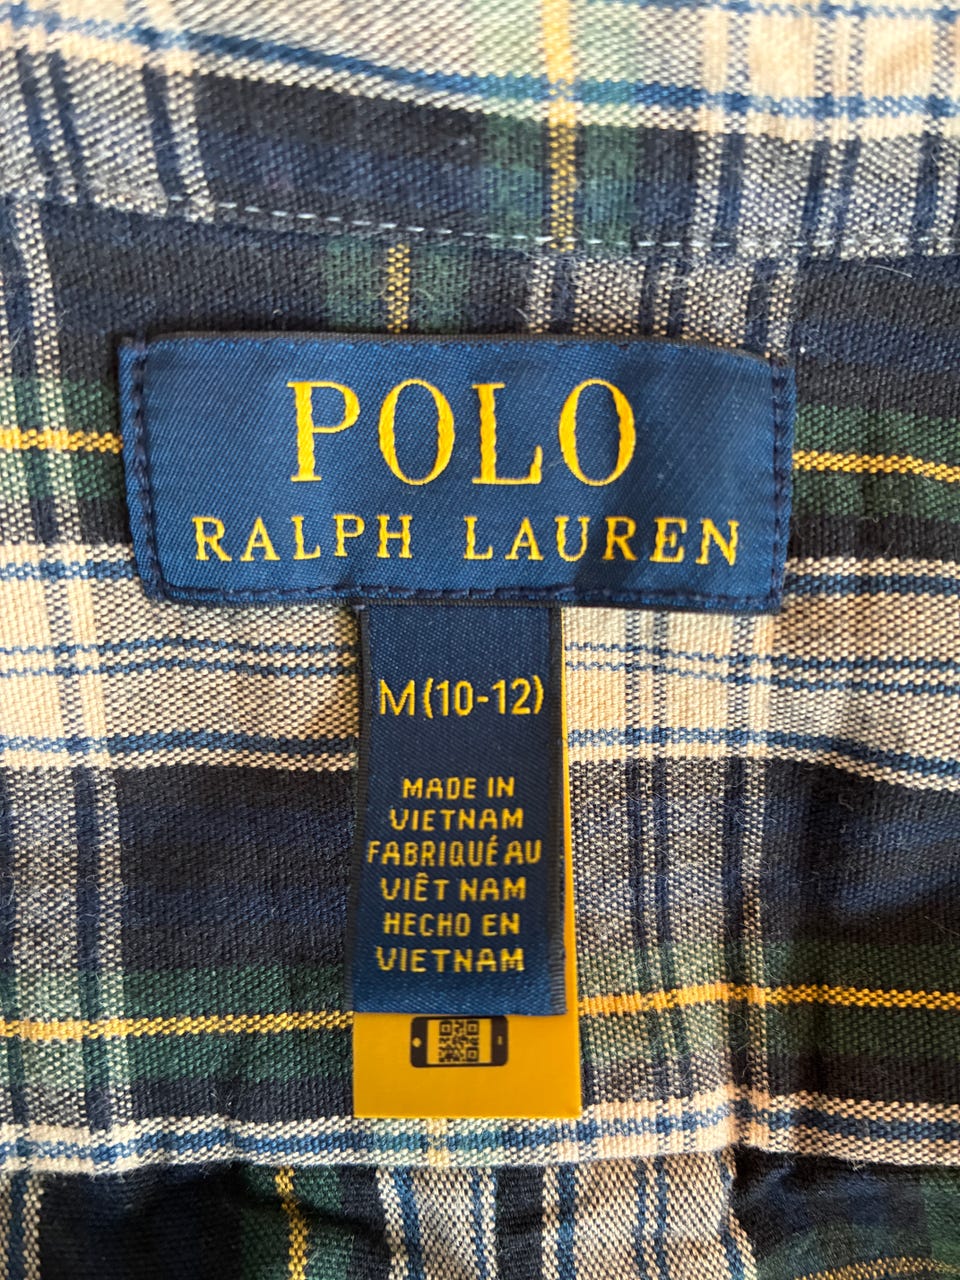 POLO
RALPH LAUREN
M (10-12)
MADE IN
VIETNAM
FABRIQUÉ AU
VIÊT NAM
HECHO EN
VIETNAM